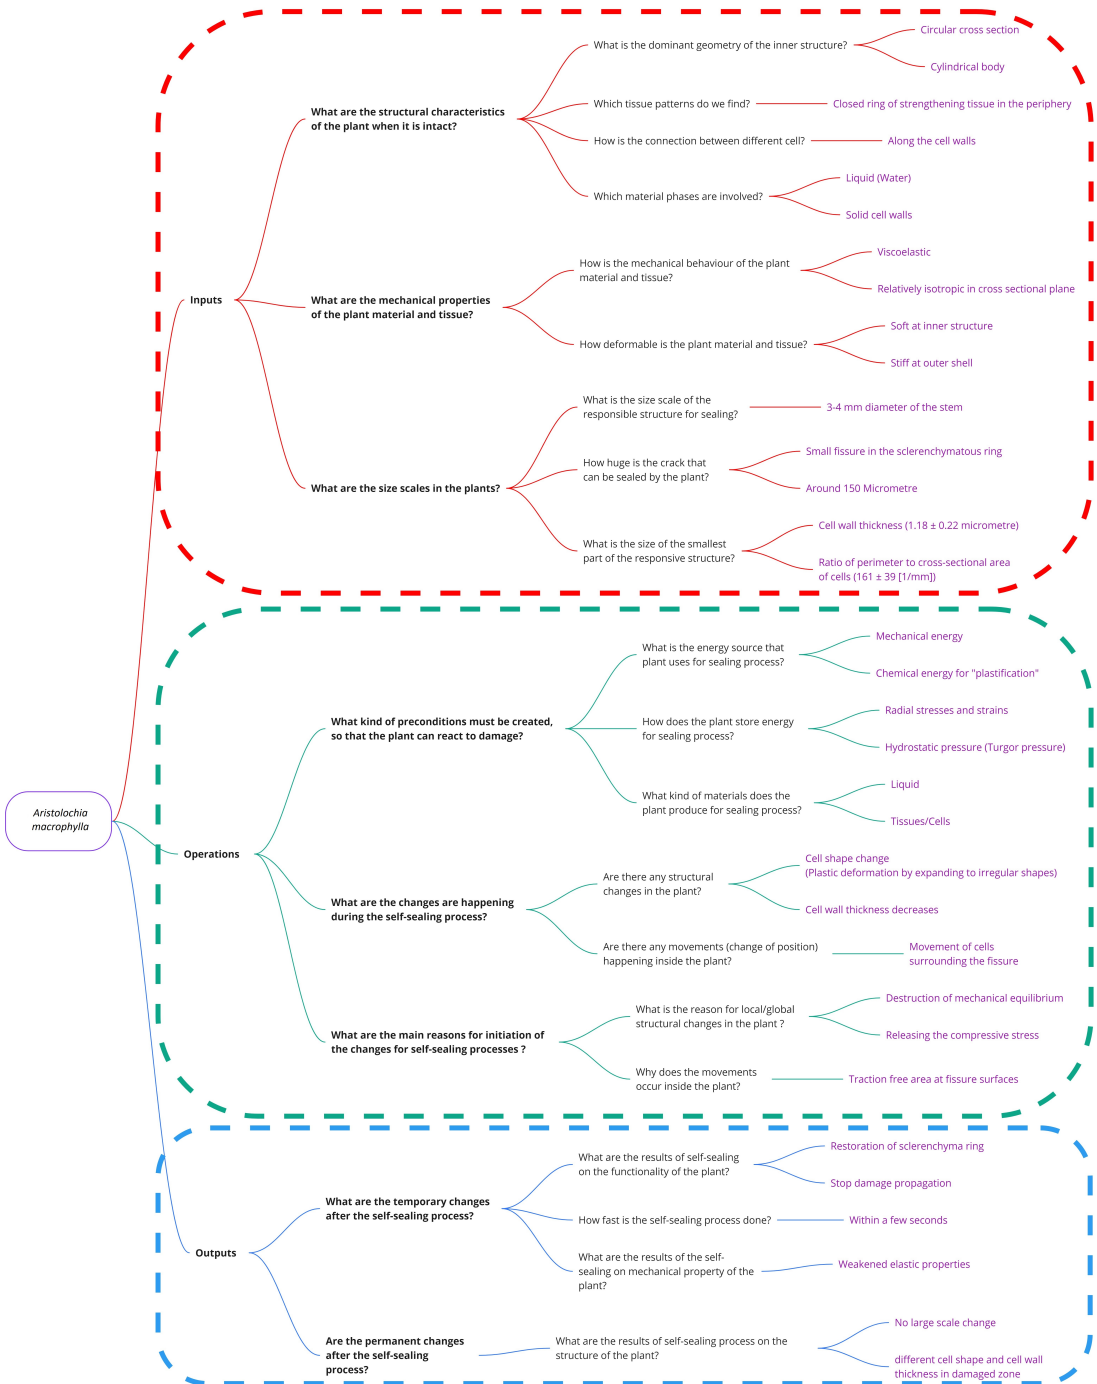 Aristolochia
macrophylla
Inputs
What are the structural characteristics
of the plant when it is intact?
What is the dominant geometry of the inner structure?
Circular cross section
Cylindrical body
Which tissue patterns do we find?
Closed ring of strengthening tissue in the periphery
How is the connection between different cell?
Along the cell walls
Which material phases are involved?
Liquid (Water)
Solid cell walls
What are the mechanical properties
of the plant material and tissue?
How is the mechanical behaviour of the plant
material and tissue?
Viscoelastic
Relatively isotropic in cross sectional plane
How deformable is the plant material and tissue?
Soft at inner structure
Stiff at outer shell
What are the size scales in the plants?
What is the size scale of the
responsible structure for sealing?
3-4 mm diameter of the stem
How huge is the crack that
can be sealed by the plant?
Small fissure in the sclerenchymatous ring
Around 150 Micrometre
What is the size of the smallest
part of the responsive structure?
Cell wall thickness (1.18 ± 0.22 micrometre)
Ratio of perimeter to cross-sectional area
of cells (161 ± 39 [1/mm])
Operations
What kind of preconditions must be created,
so that the plant can react to damage?
What is the energy source that
plant uses for sealing process?
Mechanical energy
Chemical energy for "plastification"
How does the plant store energy
for sealing process?
Radial stresses and strains
Hydrostatic pressure (Turgor pressure)
What kind of materials does the
plant produce for sealing process?
Liquid
Tissues/Cells
What are the changes are happening
during the self-sealing process?
Are there any structural
changes in the plant?
Cell shape change
(Plastic deformation by expanding to irregular shapes)
Cell wall thickness decreases
Are there any movements (change of position)
happening inside the plant?
Movement of cells
surrounding the fissure
What are the main reasons for initiation of
the changes for self-sealing processes ?
What is the reason for local/global
structural changes in the plant ?
Destruction of mechanical equilibrium
Releasing the compressive stress
Why does the movements
occur inside the plant?
Traction free area at fissure surfaces
Outputs
What are the temporary changes
after the self-sealing process?
What are the results of self-sealing
on the functionality of the plant?
Restoration of sclerenchyma ring
Stop damage propagation
How fast is the self-sealing process done?
Within a few seconds
What are the results of the self-
sealing on mechanical property of the
plant?
Weakened elastic properties
Are the permanent changes
after the self-sealing
process?
What are the results of self-sealing process on the
structure of the plant?
No large scale change
different cell shape and cell wall
thickness in damaged zone